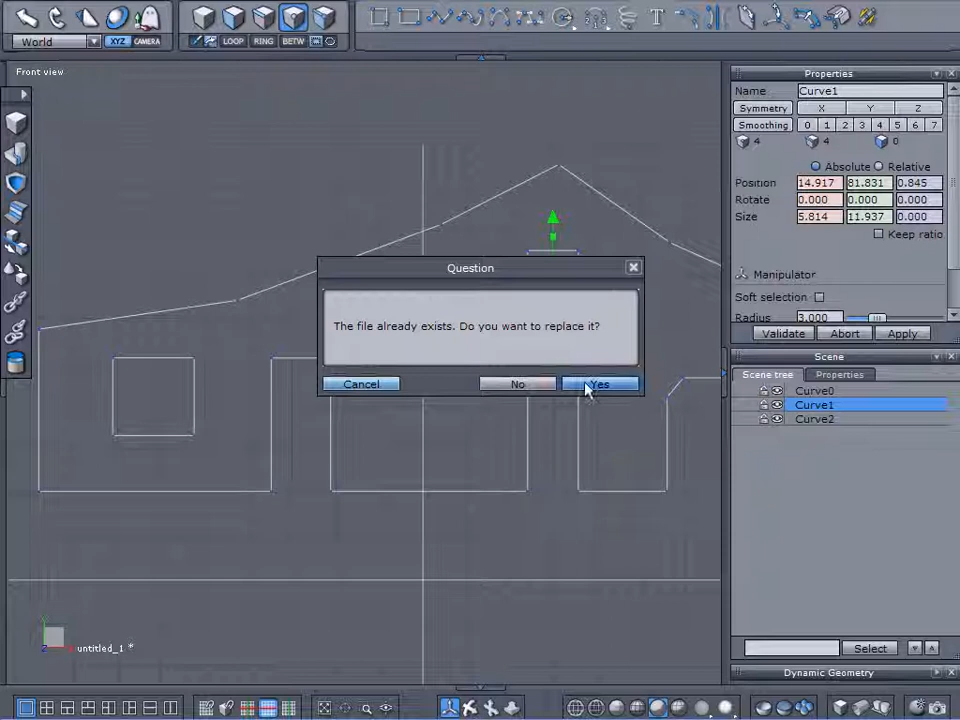 World
XYZ
CAMERA
LOOP
RING
BETW
T
Front view
Properties
Name
Curve1
Symmetry
X
Y
Z
Smoothing
0
1
2
3
4
5
6
7
4
4
0
Absolute
Relative
Position
14.917
81.831
0.845
Rotate
0.000
0.000
0.000
Size
5.814
11.937
0.000
Keep ratio
Manipulator
Soft selection
Radius
3.000
Validate
Abort
Apply
Question
The file already exists. Do you want to replace it?
Cancel
No
Yes
Scene
Scene tree
Properties
Curve0
Curve1
Curve2
Z
untitled_1 *
Select
Dynamic Geometry